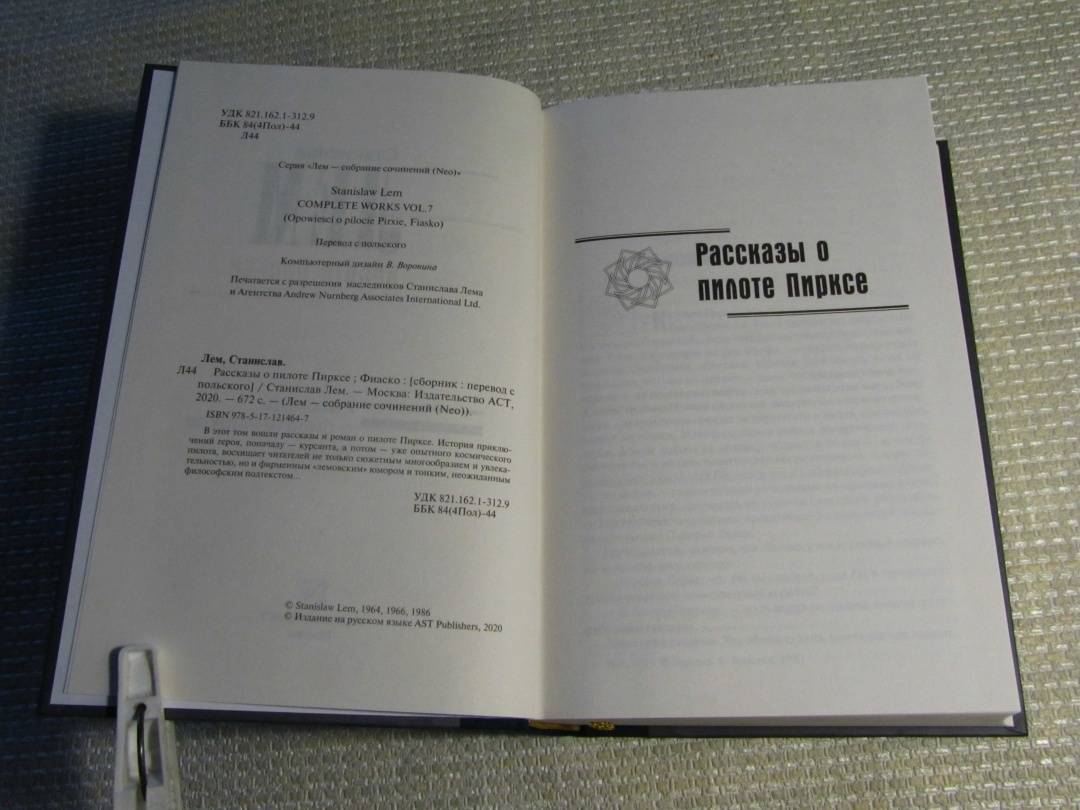 УДК 821.162.1-312.9
ББК 84(4Пол)-44
Л44
Серия «Лем — собрание сочинений (Neo)»
Stanislaw Lem
COMPLETE WORKS VOL.7
(Opowieści o pilocie Pirxie, Fiasko)
Перевод с польского
Компьютерный дизайн В. Воронина
Печатается с разрешения наследников Станислава Лема
и Агентства Andrew Nurnberg Associates International Ltd.
Лем, Станислав.
Л44 Рассказы о пилоте Пирксе ; Фиаско : [сборник : перевод с
польского] / Станислав Лем. — Москва: Издательство АСТ,
2020. — 672 с. — (Лем — собрание сочинений (Neo)).
ISBN 978-5-17-121464-7
В этот том вошли рассказы и роман о пилоте Пирксе. История приклю-
чений героя, поначалу — курсанта, а потом — уже опытного космического
пилота, восхищает читателей не только сюжетным многообразием и увлека-
тельностью, но и фирменным «лемовским» юмором и тонким, неожиданным
философским подтекстом...
УДК 821.162.1-312.9
ББК 84(4Пол)-44
© Stanislaw Lem, 1964, 1966, 1986
© Издание на русском языке AST Publishers, 2020
Рассказы о
пилоте Пирксе